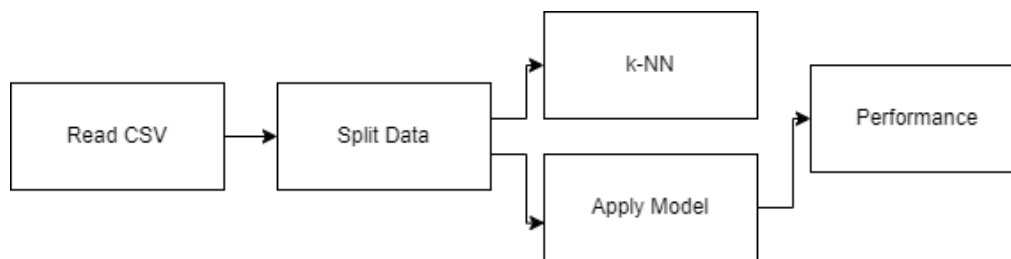 Read CSV
Split Data
k-NN
Apply Model
Performance